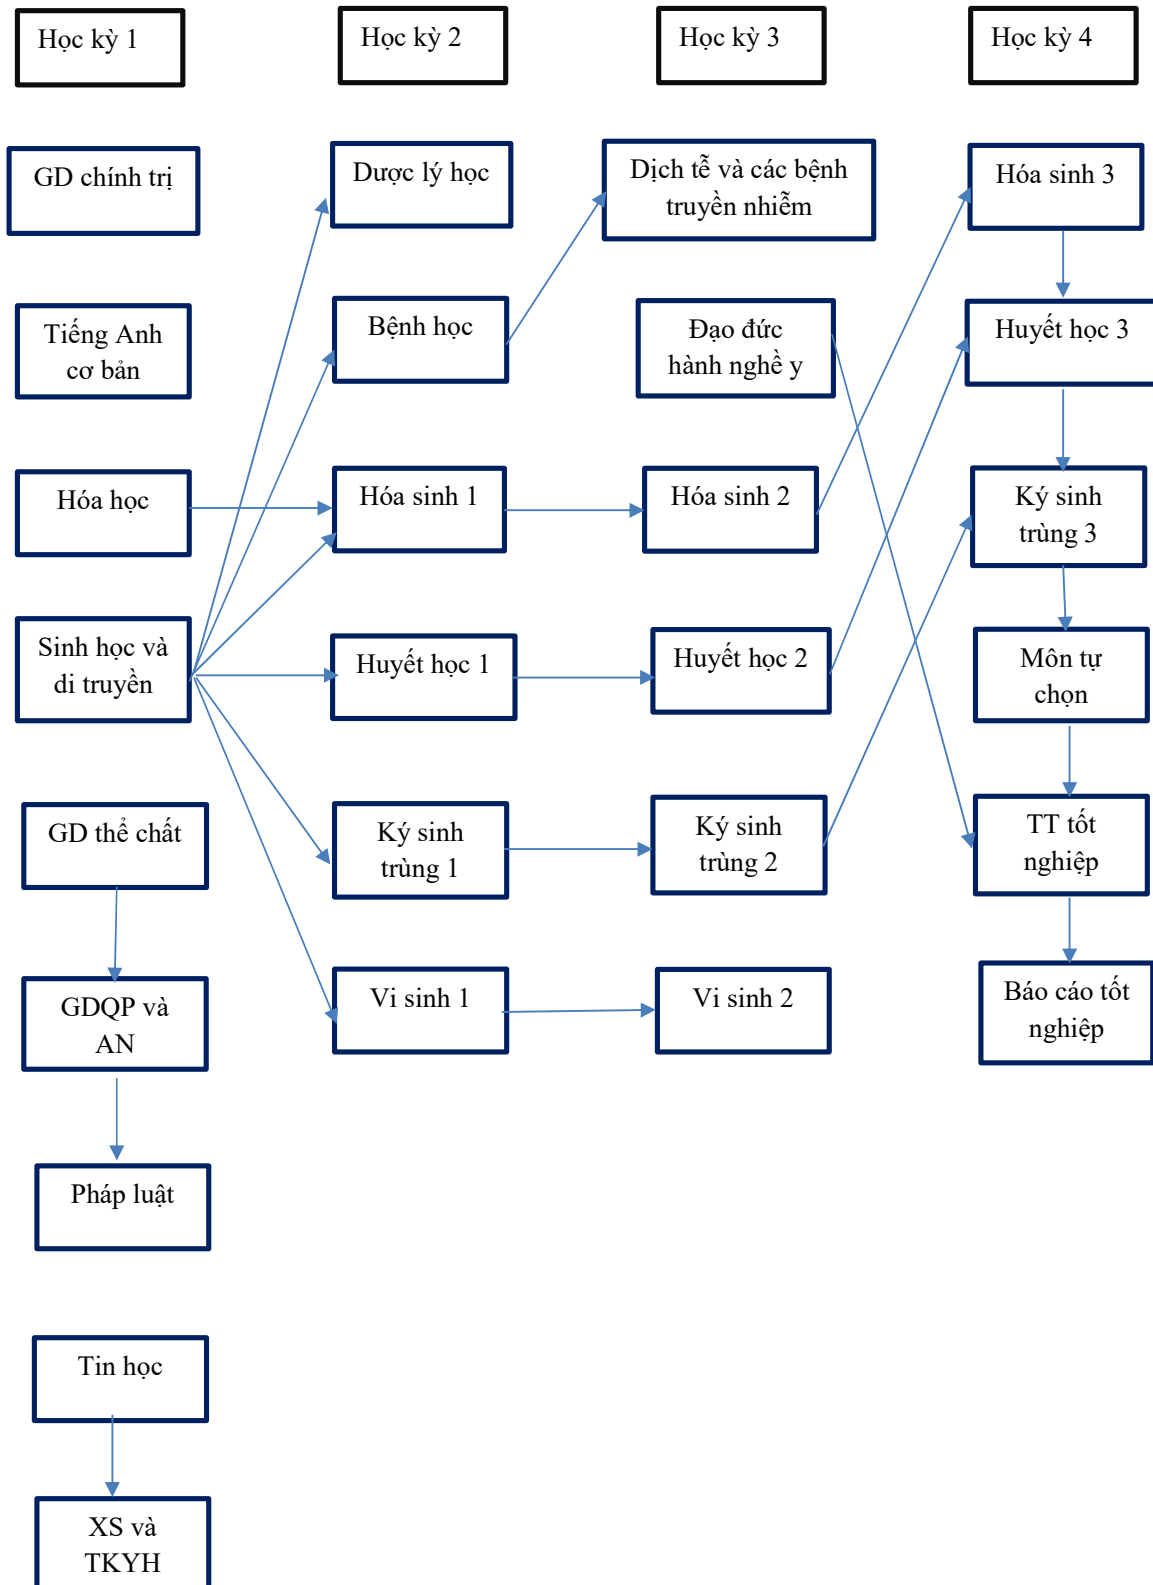 Học kỳ 1
Học kỳ 2
Học kỳ 3
Học kỳ 4
GD chính trị
Dược lý học
Dịch tễ và các bệnh
truyền nhiễm
Hóa sinh 3
Tiếng Anh
cơ bản
Bệnh học
Đạo đức
hành nghề y
Huyết học 3
Hóa học
Hóa sinh 1
Hóa sinh 2
Ký sinh
trùng 3
Sinh học và
di truyền
Huyết học 1
Huyết học 2
Môn tự
chọn
GD thể chất
Ký sinh
trùng 1
Ký sinh
trùng 2
TT tốt
nghiệp
GDQP và
AN
Vi sinh 1
Vi sinh 2
Báo cáo tốt
nghiệp
Pháp luật
Tin học
XS và
TKYH